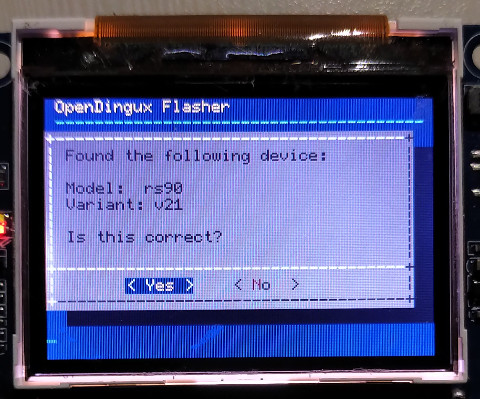 OpenDingux Flasher
Found the following device:
Model:  rs90
Variant: v21
Is this correct?
< Yes >  < No  >